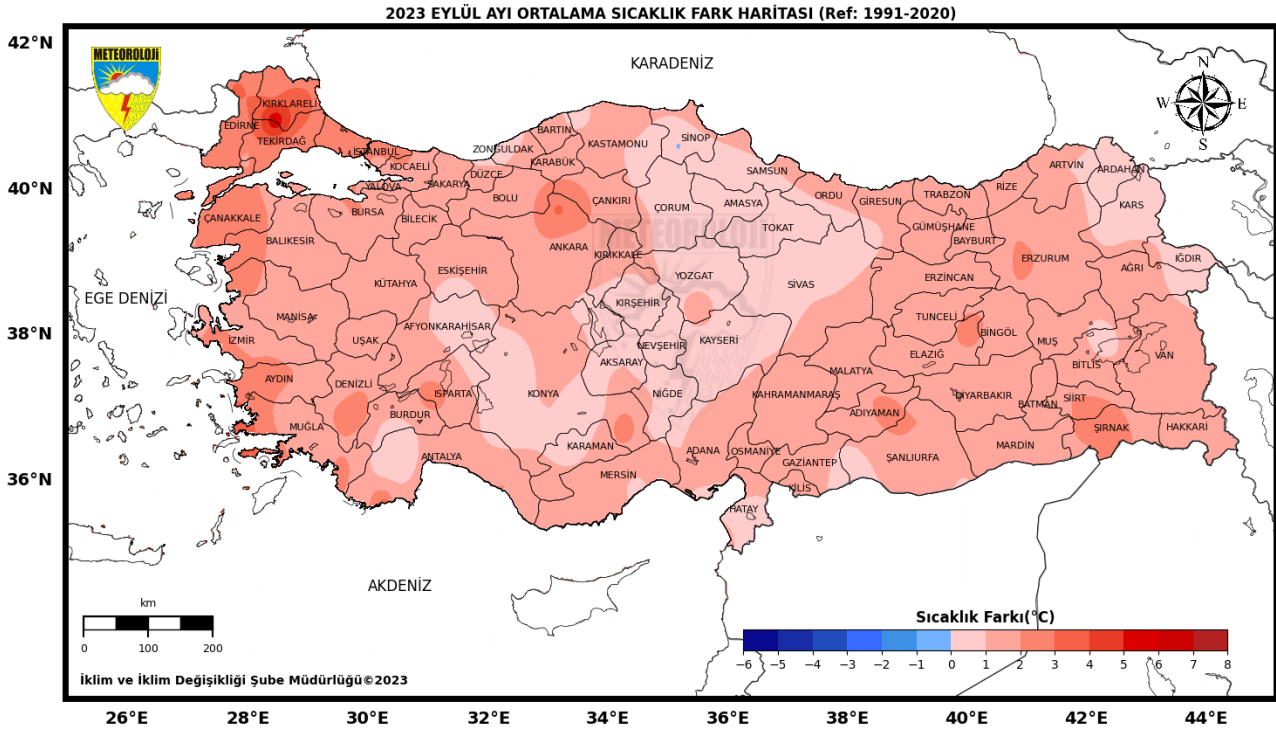 2023 EYLÜL AYI ORTALAMA SICAKLIK FARK HARİTASI (Ref: 1991-2020)
42°N
METEOROLOJİ
KARADENİZ
N
W E
S
KIRKLARELİ
EDİRNE
TEKİRDAĞ
İSTANBUL
KOCAELİ
YALOVA
SAKARYA
DÜZCE
ZONGULDAK
BARTIN
KARABÜK
KASTAMONU
SİNOP
SAMSUN
ORDU
GİRESUN
TRABZON
RİZE
ARTVİN
ARDAHAN
40°N
BOLU
ÇANKIRI
ÇORUM
AMASYA
TOKAT
GÜMÜŞHANE
BAYBURT
KARS
ÇANAKKALE
BURSA
BİLECİK
BALIKESİR
ANKARA
KIRIKKALE
METEOROLOJİ
ERZURUM
AĞRI
IĞDIR
EGE DENİZİ
ESKİŞEHİR
KÜTAHYA
YOZGAT
SİVAS
ERZİNCAN
38°N
MANİSA
AFYONKARAHİSAR
KIRŞEHİR
TUNCELİ
BİNGÖL
İZMİR
UŞAK
NEVŞEHİR
KAYSERİ
MUŞ
AKSARAY
ELAZIĞ
BİTLİS
VAN
AYDIN
DENİZLİ
ISPARTA
KONYA
NİĞDE
KAHRAMANMARAŞ
MALATYA
DİYARBAKIR
BATMAN
SİİRT
BURDUR
MUĞLA
ADIYAMAN
ŞIRNAK
HAKKARİ
ANTALYA
KARAMAN
ADANA
OSMANİYE
GAZİANTEP
ŞANLIURFA
MARDİN
36°N
MERSİN
KİLİS
HATAY
AKDENİZ
km
0 100 200
Sıcaklık Farkı(°C)
−6 −5 −4 −3 −2 −1 0 1 2 3 4 5 6 7 8
İklim ve İklim Değişikliği Şube Müdürlüğü©2023
26°E 28°E 30°E 32°E 34°E 36°E 38°E 40°E 42°E 44°E